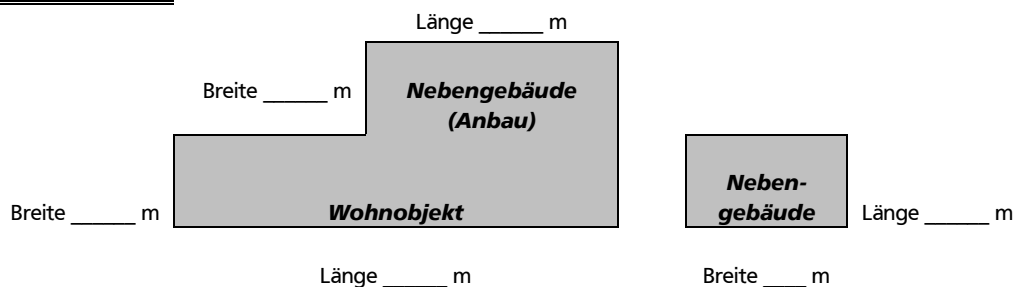 Länge ______ m
Breite ______ m
Nebengebäude
(Anbau)
Neben-
gebäude
Breite ______ m
Wohnobjekt
Länge ______ m
Länge ______ m
Breite ____ m